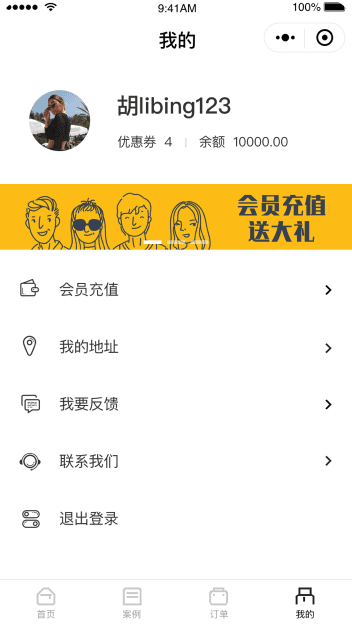 9:41AM
100%
我的
胡libing123
优惠券 4 | 余额 10000.00
会员充值
送大礼
会员充值
我的地址
我要反馈
联系我们
退出登录
首页 案例 订单 我的